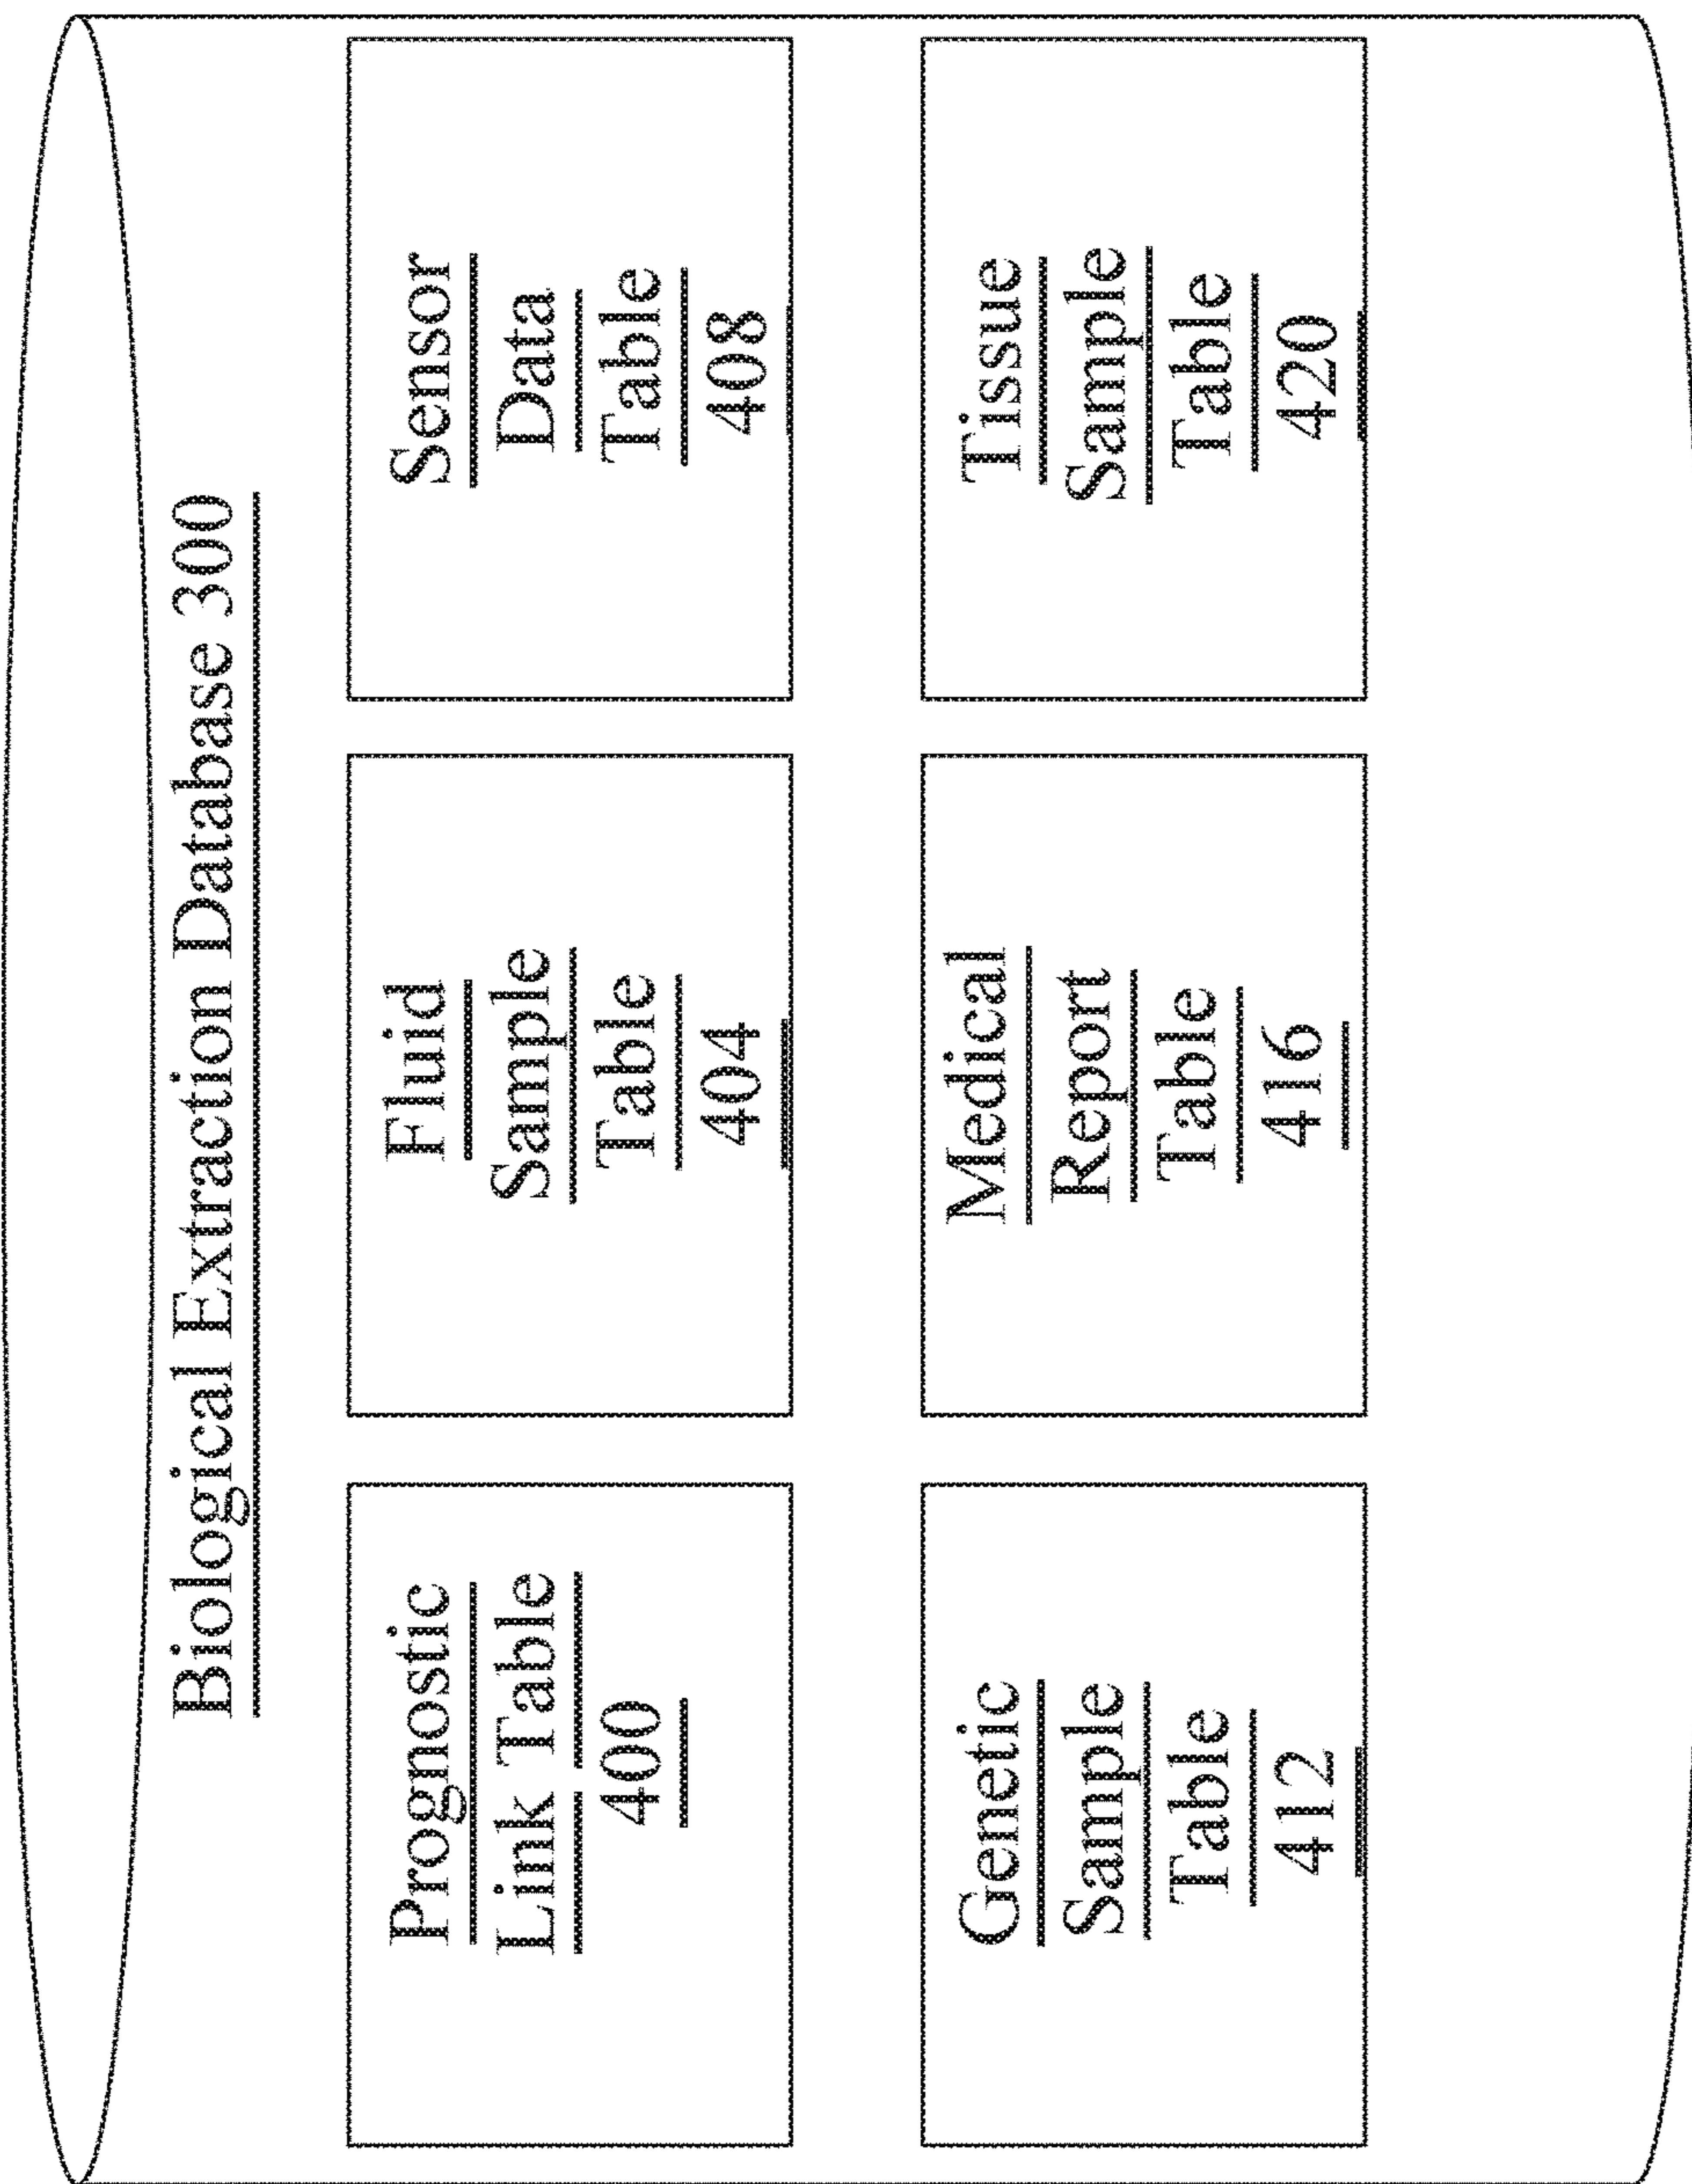 Biological Extraction Database 300
Prognostic
Link Table
400
Fluid
Sample
Table
404
Sensor
Data
Table
408
Genetic
Sample
Table
412
Medical
Report
Table
416
Tissue
Sample
Table
420